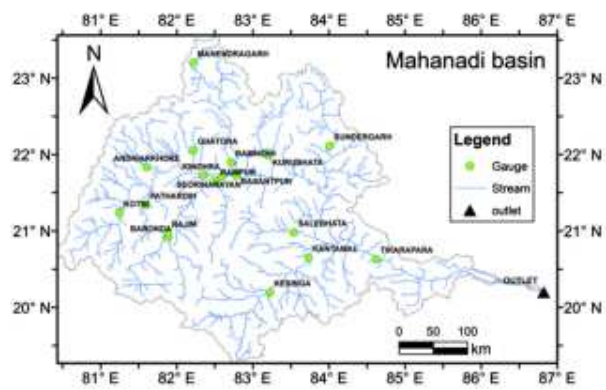 81° E 82° E 83° E 84° E 85° E 86° E 87° E
N
Mahanadi basin
MANENDRAGARH
23° N 23° N
SUNDERGARH
Legend
Gauge
Stream
outlet
GHATORA
BAMNIDHI
22° N 22° N
ANDHIARKHORE
KURUBHATA
JONDHRA
RAMPUR
SEORINARAYAN
BASANTPUR
PATHARDIH
KOTNI
BARONDA
RAJIM
SALEBHATA
21° N 21° N
KANTAMAL
TIKARAPARA
OUTLET
KESINGA
20° N 20° N
0 50 100
km
81° E 82° E 83° E 84° E 85° E 86° E 87° E